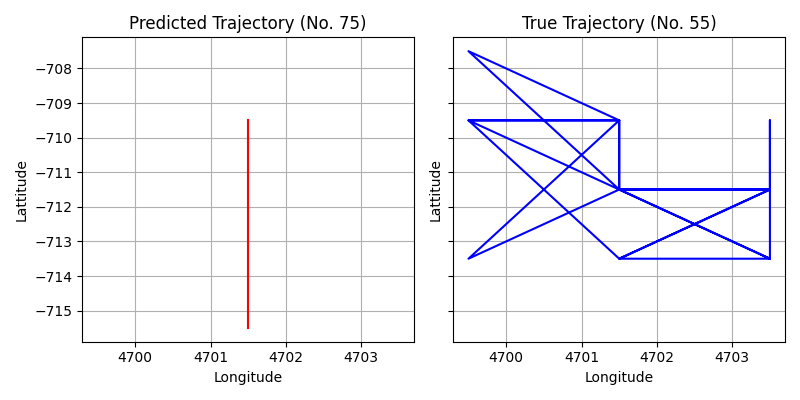 Predicted Trajectory (No. 75)
Lattitude
−708
−709
−710
−711
−712
−713
−714
−715
4700
4701
4702
4703
Longitude
True Trajectory (No. 55)
Lattitude
4700
4701
4702
4703
Longitude